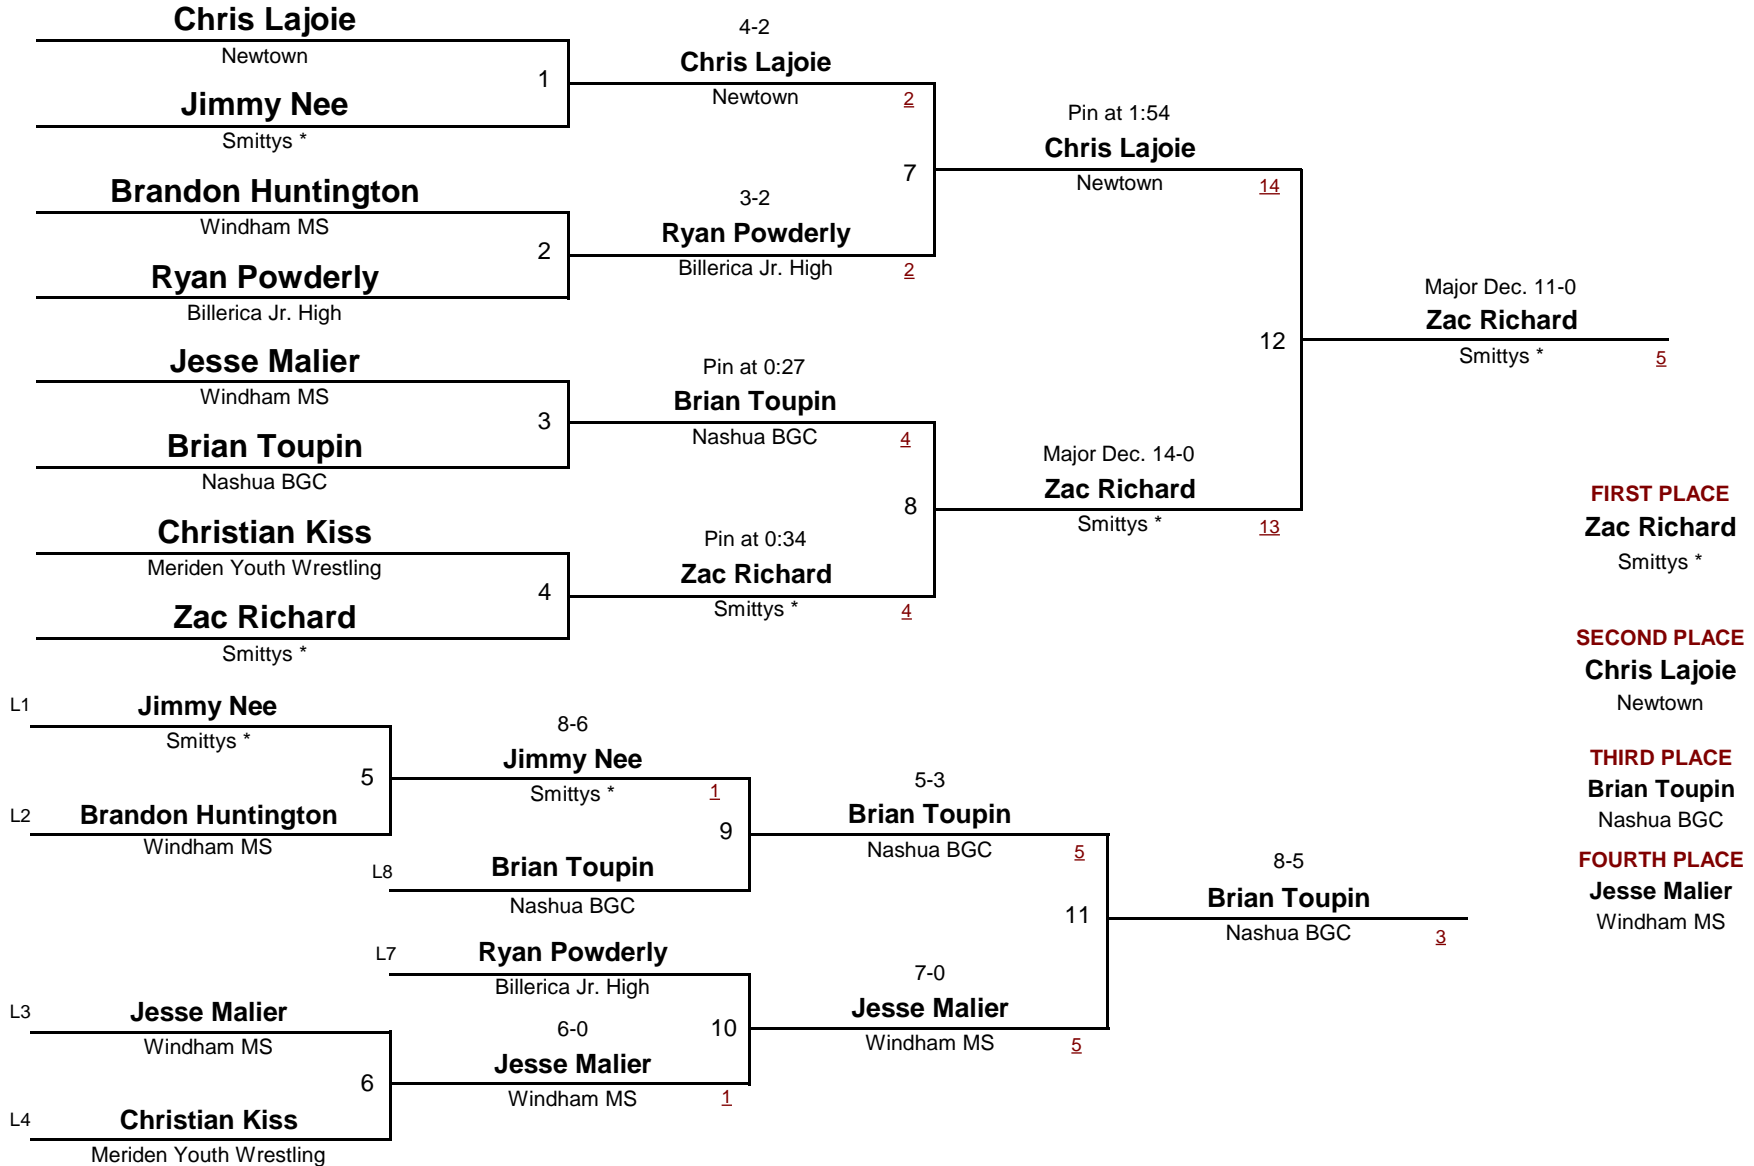 Chris Lajoie
Newtown
1
Jimmy Nee
Smittys *
Brandon Huntington
Windham MS
2
Ryan Powderly
Billerica Jr. High
Jesse Malier
Windham MS
3
Brian Toupin
Nashua BGC
Christian Kiss
Meriden Youth Wrestling
4
Zac Richard
Smittys *
4-2
Chris Lajoie
Newtown
2
7
3-2
Ryan Powderly
Billerica Jr. High
2
Pin at 0:27
Brian Toupin
Nashua BGC
4
8
Pin at 0:34
Zac Richard
Smittys *
4
Pin at 1:54
Chris Lajoie
Newtown
14
12
Major Dec. 14-0
Zac Richard
Smittys *
13
Major Dec. 11-0
Zac Richard
Smittys *
5
FIRST PLACE
Zac Richard
Smittys *
SECOND PLACE
Chris Lajoie
Newtown
THIRD PLACE
Brian Toupin
Nashua BGC
FOURTH PLACE
Jesse Malier
Windham MS
L1
Jimmy Nee
Smittys *
5
L2
Brandon Huntington
Windham MS
L3
Jesse Malier
Windham MS
6
L4
Christian Kiss
Meriden Youth Wrestling
8-6
Jimmy Nee
Smittys *
1
9
L8
Brian Toupin
Nashua BGC
L7
Ryan Powderly
Billerica Jr. High
10
6-0
Jesse Malier
Windham MS
1
5-3
Brian Toupin
Nashua BGC
5
11
7-0
Jesse Malier
Windham MS
5
8-5
Brian Toupin
Nashua BGC
3